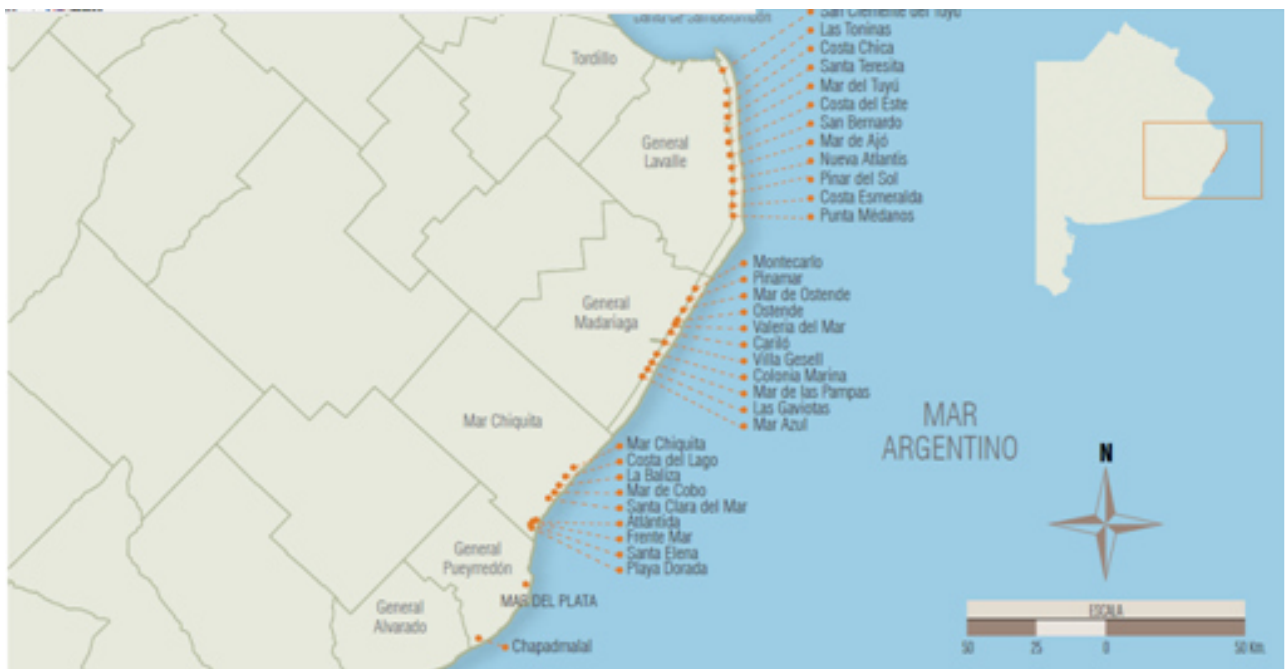 San Clemente del Tuyú
Las Toninas
Costa Chica
Santa Teresita
Mar del Tuyú
Costa del Este
San Bernardo
Mar de Ajó
Nueva Atlantis
Pinar del Sol
Costa Esmeralda
Punta Médanos
Tordillo
General
Lavalle
Montecarlo
Pinamar
Mar de Ostende
Ostende
Valeria del Mar
Cariló
Villa Gesell
Colonia Marina
Mar de las Pampas
Las Gaviotas
Mar Azul
General
Madariaga
Mar Chiquita
Mar Chiquita
Costa del Lago
La Baliza
Mar de Cobo
Santa Clara del Mar
Atlántida
Frente Mar
Santa Elena
Playa Dorada
General
Pueyrredón
MAR DEL PLATA
General
Alvarado
Chapadmalal
MAR
ARGENTINO
N
ESCALA
50 25 0 50 Km.